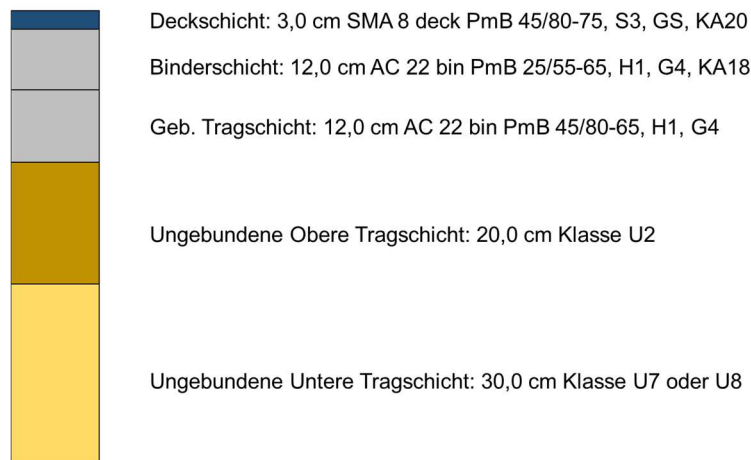 Deckschicht: 3,0 cm SMA 8 deck PmB 45/80-75, S3, GS, KA20
Binderschicht: 12,0 cm AC 22 bin PmB 25/55-65, H1, G4, KA18
Geb. Tragschicht: 12,0 cm AC 22 bin PmB 45/80-65, H1, G4
Ungebundene Obere Tragschicht: 20,0 cm Klasse U2
Ungebundene Untere Tragschicht: 30,0 cm Klasse U7 oder U8